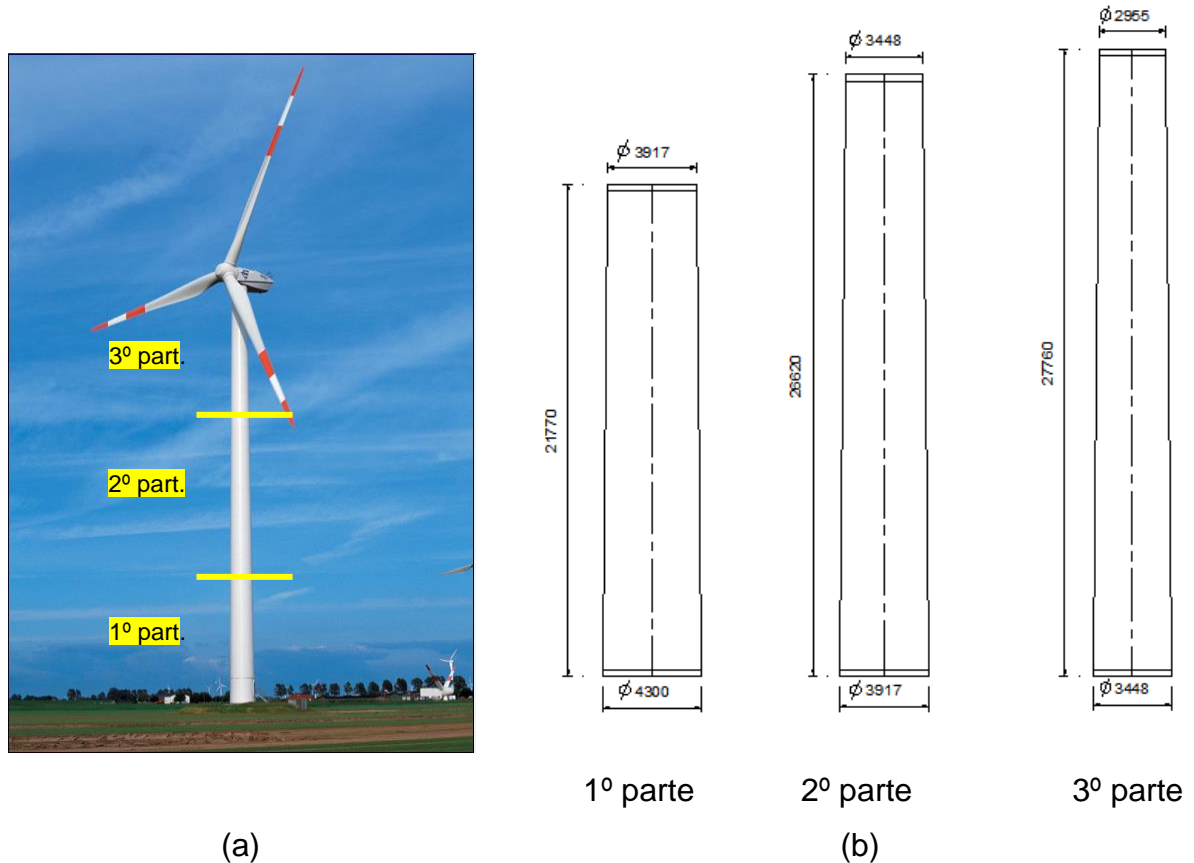 3º part.
2º part.
1º part.
(a)
ϕ 3917
21770
ϕ 4300
1º parte
ϕ 3448
26620
ϕ 3917
2º parte
ϕ 2955
27760
ϕ 3448
3º parte
(b)